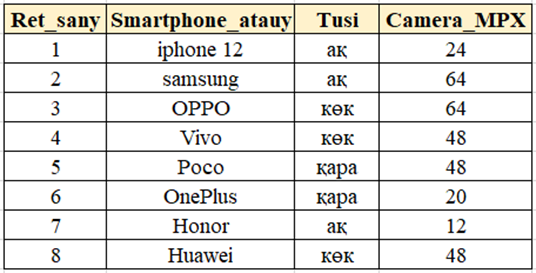 Ret_sany Smartphone_atauy Tusi Camera_MPX
1 iphone 12 ақ 24
2 samsung ақ 64
3 OPPO көк 64
4 Vivo көк 48
5 Poco қара 48
6 OnePlus қара 20
7 Honor ақ 12
8 Huawei көк 48